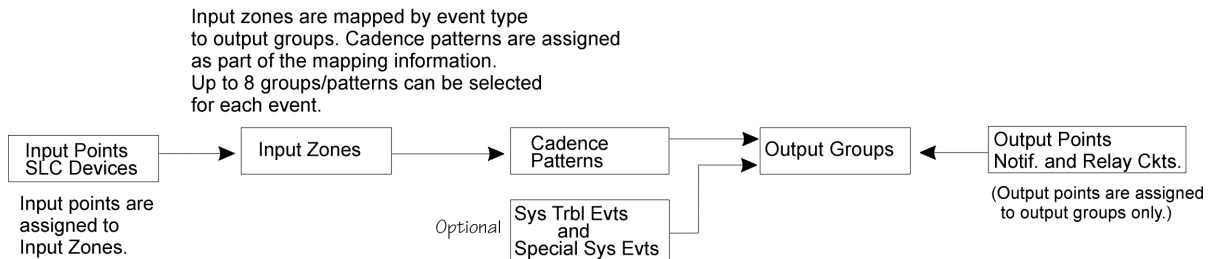 Input zones are mapped by event type
to output groups. Cadence patterns are assigned
as part of the mapping information.
Up to 8 groups/patterns can be selected
for each event.
Input Points
SLC Devices
Input Zones
Cadence
Patterns
Output Groups
Output Points
Notif. and Relay Ckts.
Input points are
assigned to
Input Zones.
Optional
Sys Trbl Evts
and
Special Sys Evts
(Output points are assigned
to output groups only.)